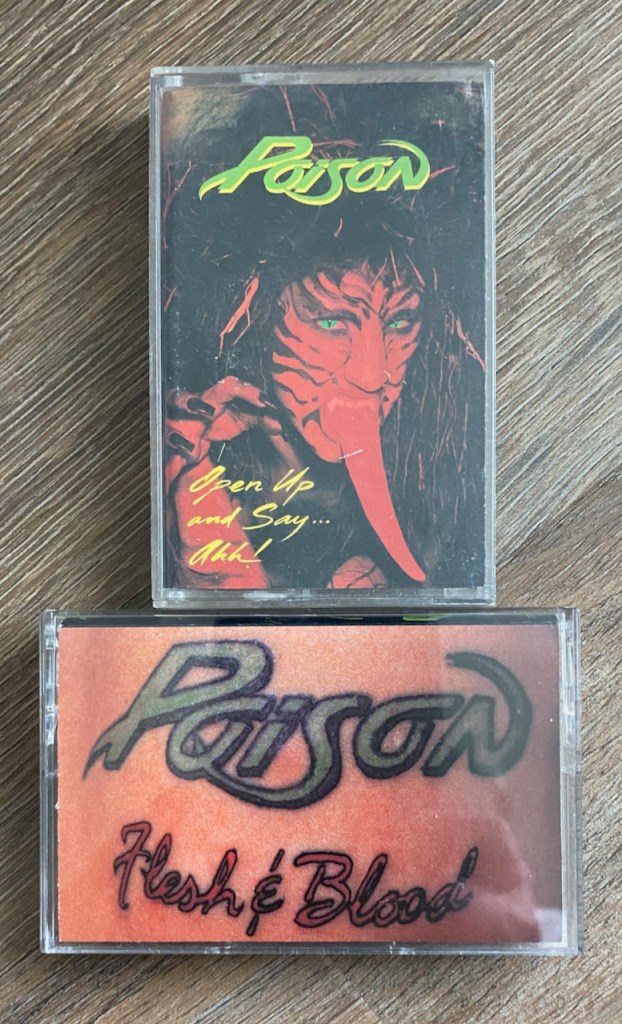 Poison
Open Up
and Say...
Ahh!
Poison
Flesh & Blood